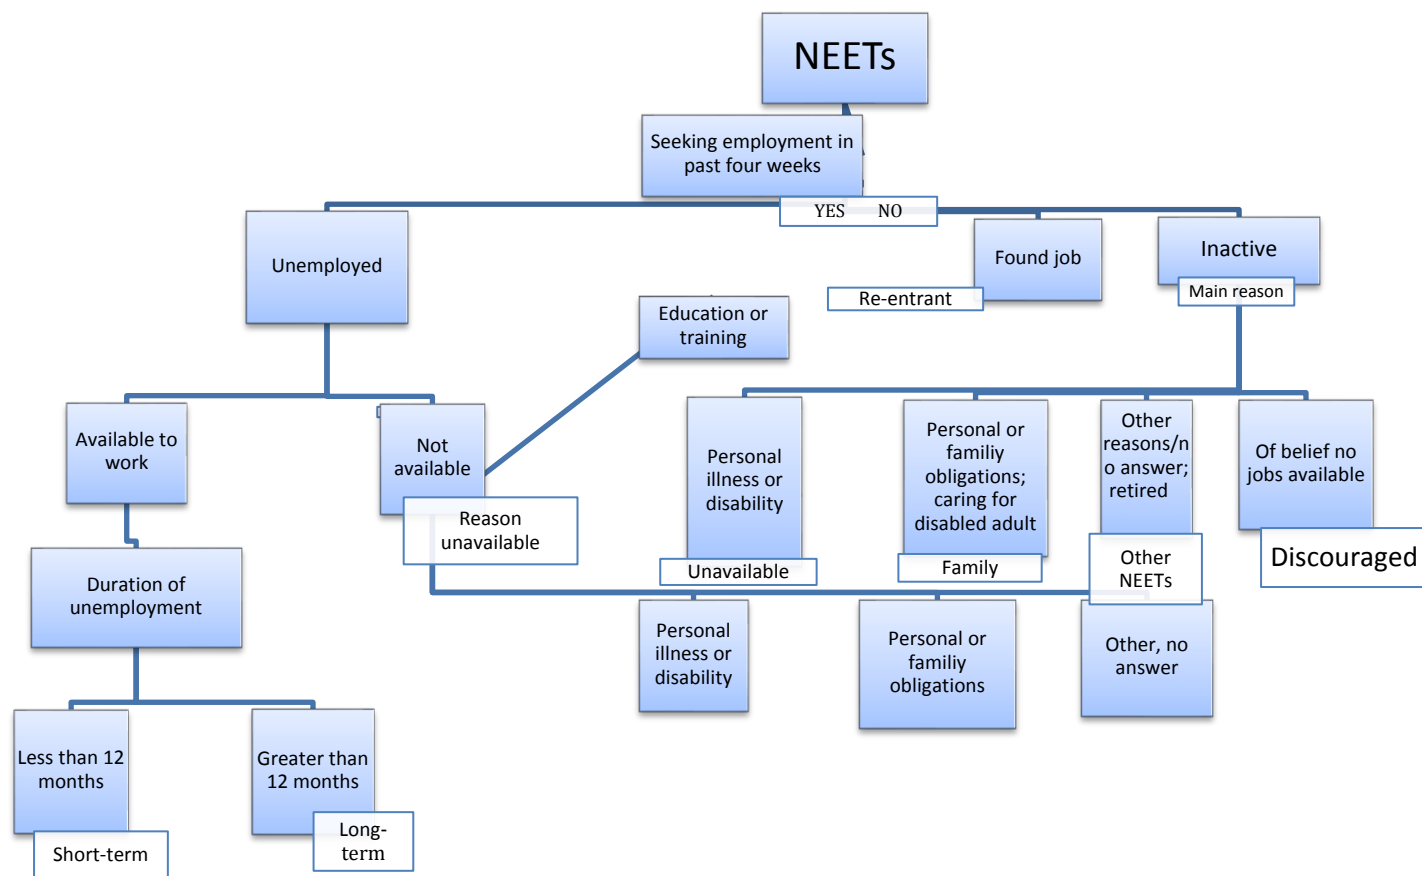 NEETs
Seeking employment in
past four weeks
YES NO
Unemployed
Found job
Re-entrant
Inactive
Main reason
Education or
training
Available to
work
Not
available
Reason
unavailable
Personal
illness or
disability
Unavailable
Personal or
familiy
obligations;
caring for
disabled adult
Family
Other
reasons/n
o answer;
retired
Other
NEETs
Of belief no
jobs available
Discouraged
Duration of
unemployment
Personal
illness or
disability
Personal or
familiy
obligations
Other, no
answer
Less than 12
months
Short-term
Greater than
12 months
Long-
term